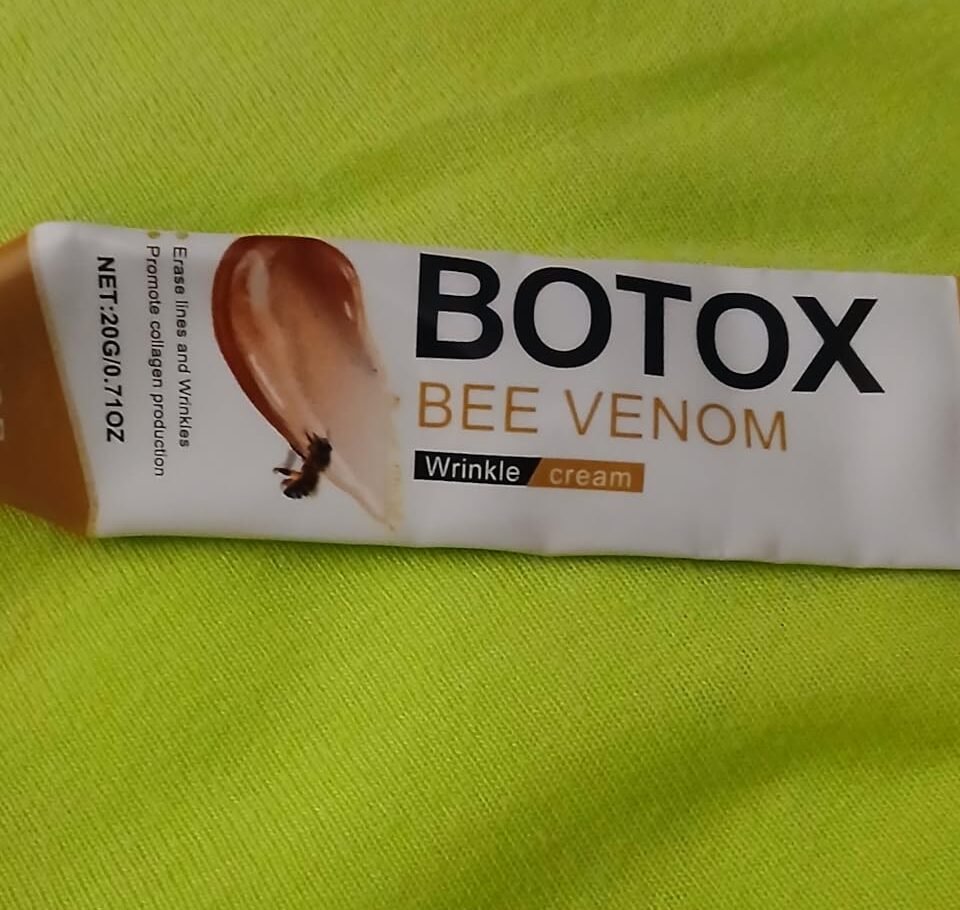 BOTOX
BEE VENOM
Wrinkle cream
Erase lines and Wrinkles
Promote collagen production
NET:20G/0.71OZ